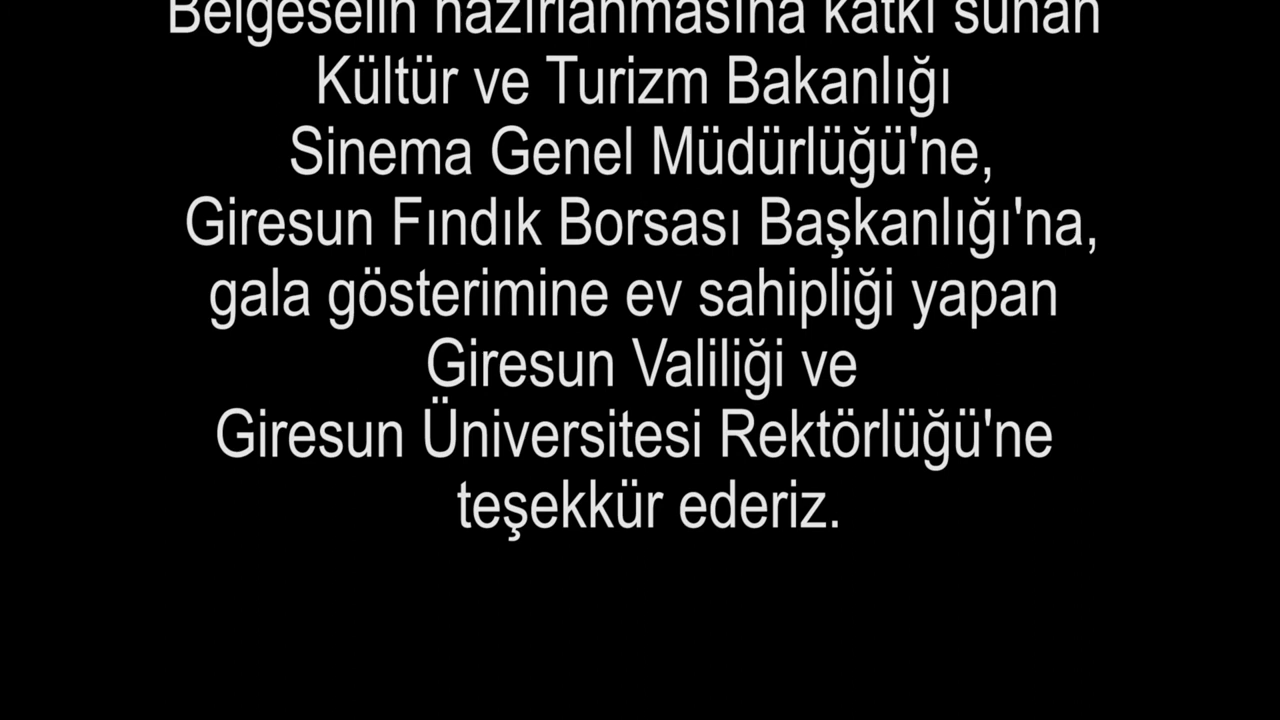 Belgeselin hazırlanmasına katkı sunan
Kültür ve Turizm Bakanlığı
Sinema Genel Müdürlüğü'ne,
Giresun Fındık Borsası Başkanlığı'na,
gala gösterimine ev sahipliği yapan
Giresun Valiliği ve
Giresun Üniversitesi Rektörlüğü'ne
teşekkür ederiz.